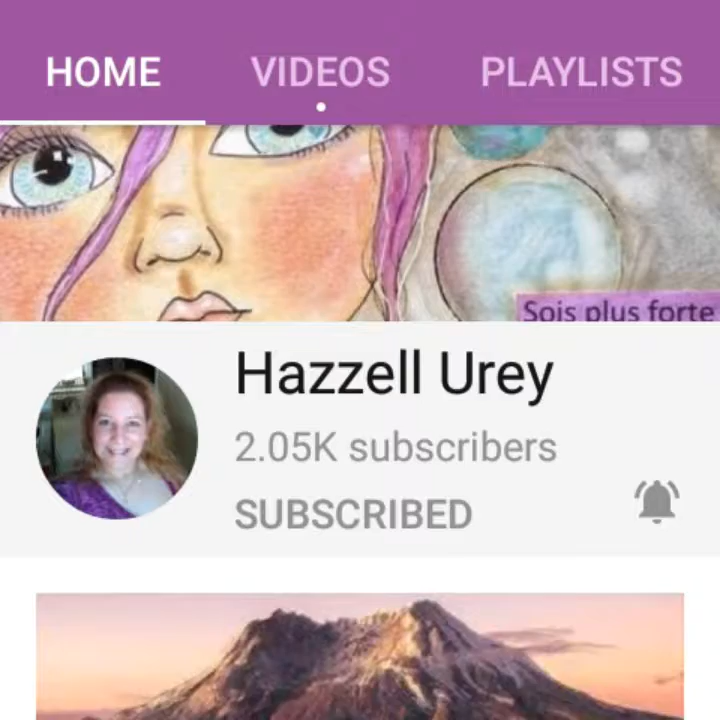 HOME VIDEOS PLAYLISTS
Sois plus forte
Hazzell Urey
2.05K subscribers
SUBSCRIBED